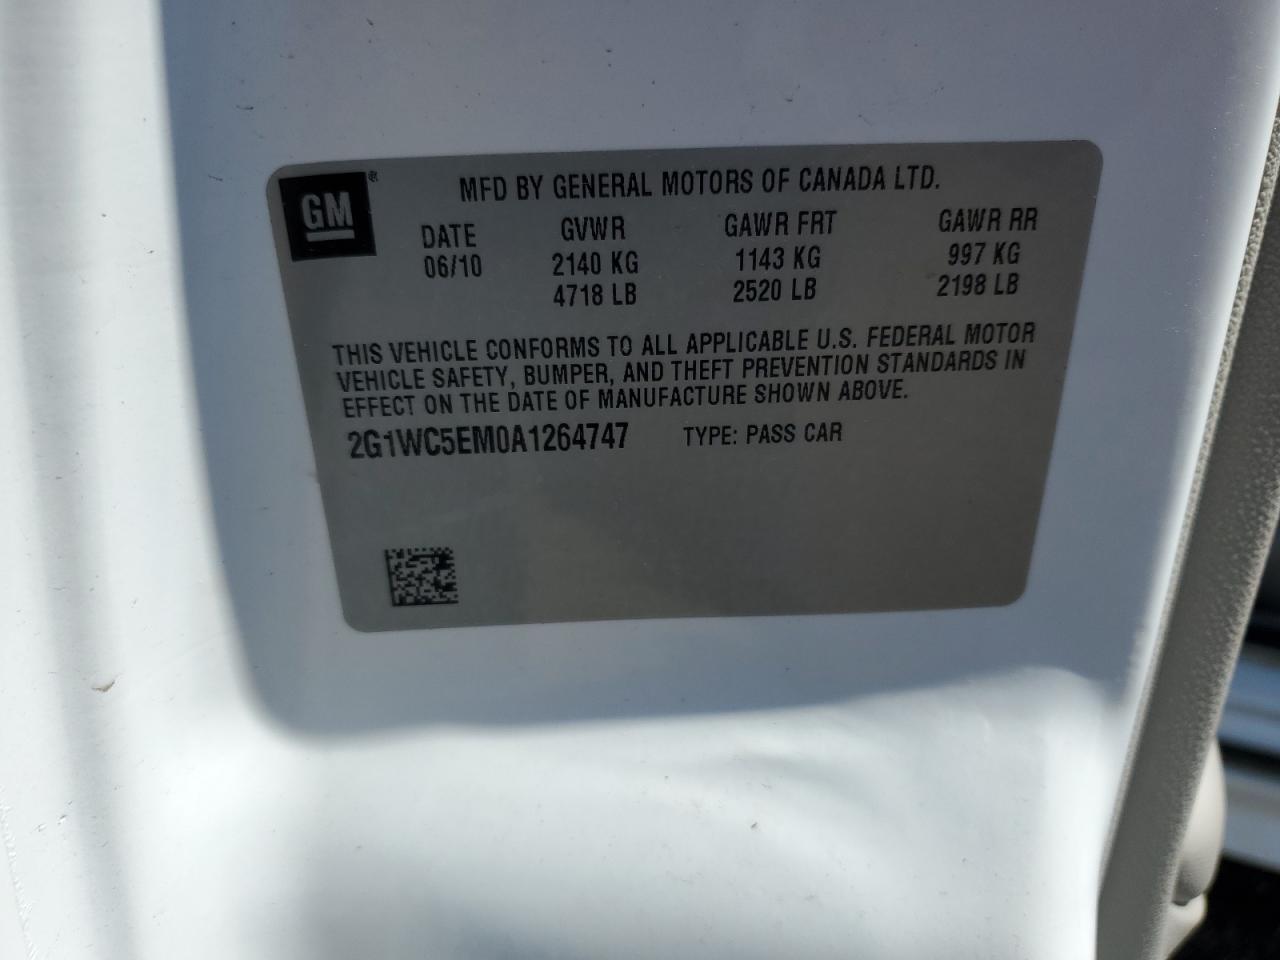 GM
MFD BY GENERAL MOTORS OF CANADA LTD.
DATE GVWR GAWR FRT GAWR RR
06/10 2140 KG 1143 KG 997 KG
4718 LB 2520 LB 2198 LB
THIS VEHICLE CONFORMS TO ALL APPLICABLE U.S. FEDERAL MOTOR
VEHICLE SAFETY, BUMPER, AND THEFT PREVENTION STANDARDS IN
EFFECT ON THE DATE OF MANUFACTURE SHOWN ABOVE.
2G1WC5EM0A1264747 TYPE: PASS CAR